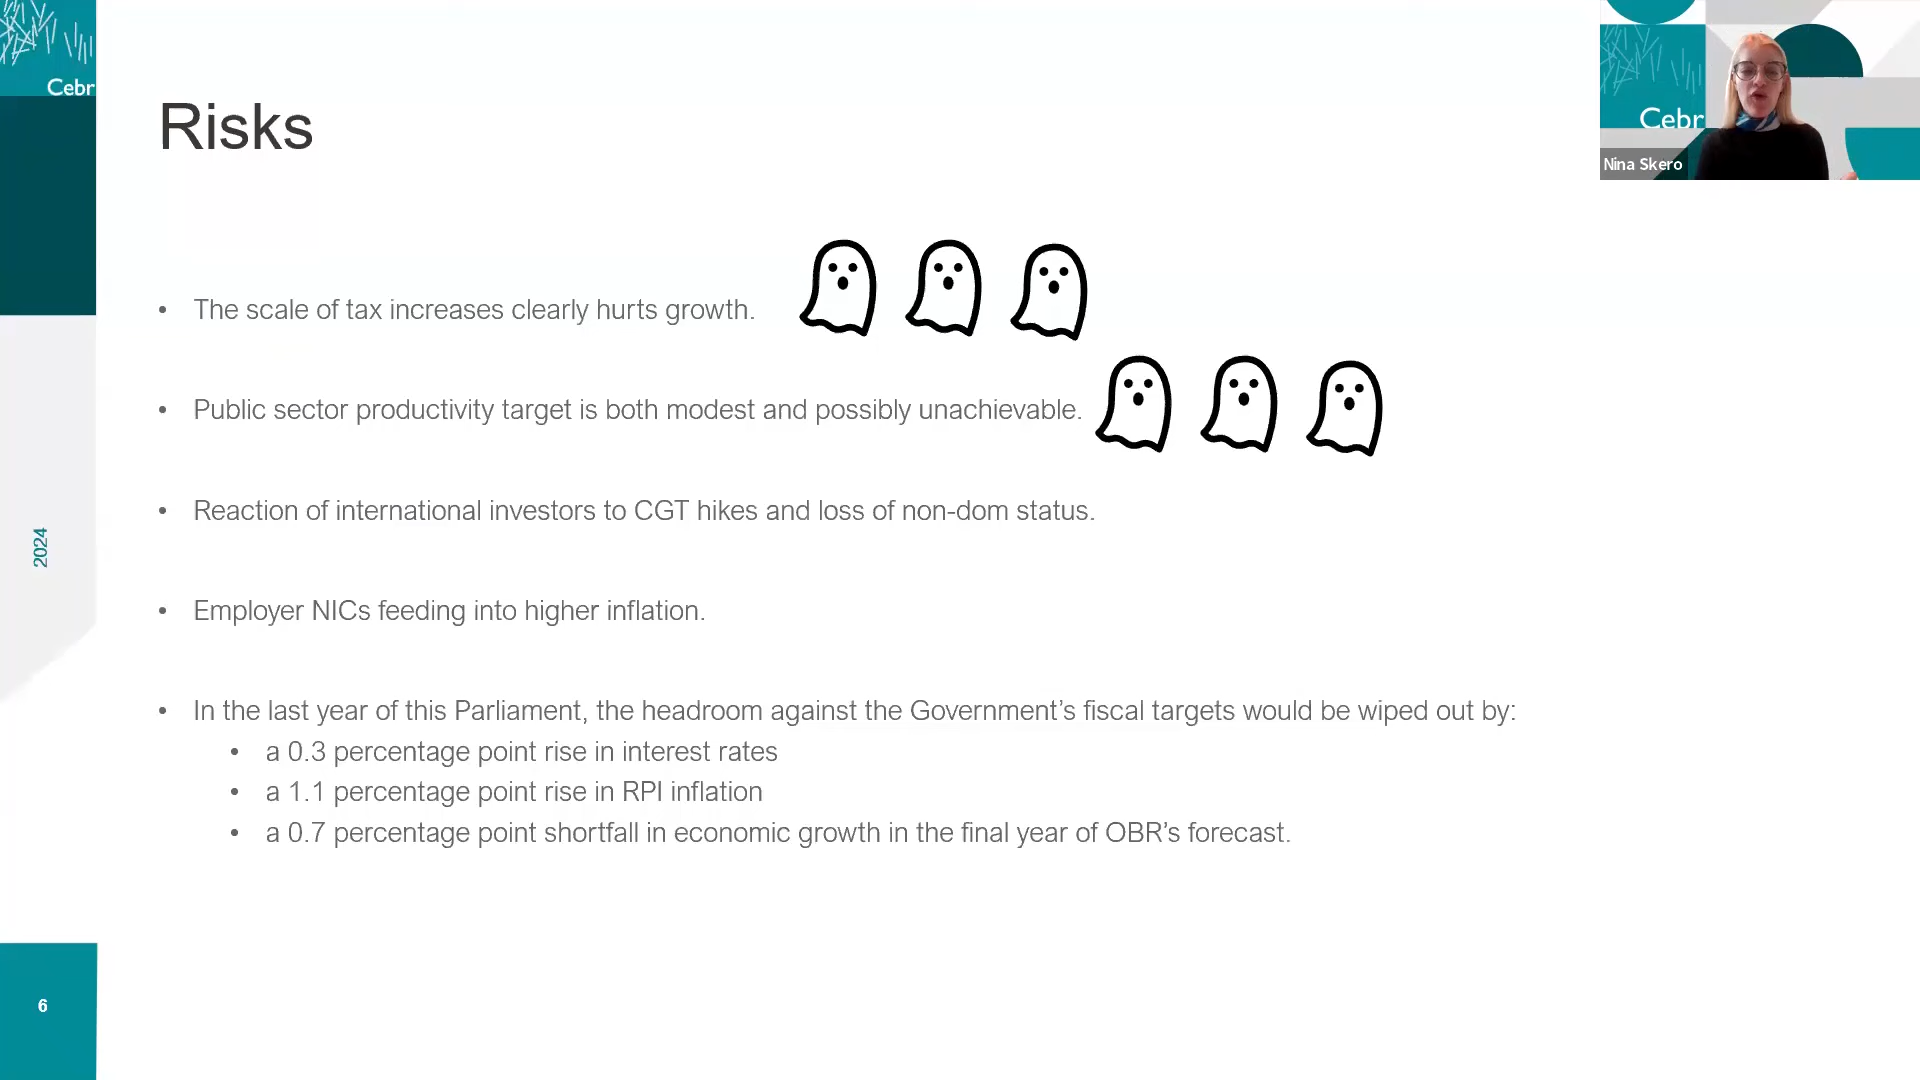 Cebr
Risks
Cebr
Nina Skero
• The scale of tax increases clearly hurts growth.
• Public sector productivity target is both modest and possibly unachievable.
• Reaction of international investors to CGT hikes and loss of non-dom status.
2024
• Employer NICs feeding into higher inflation.
• In the last year of this Parliament, the headroom against the Government’s fiscal targets would be wiped out by:
• a 0.3 percentage point rise in interest rates
• a 1.1 percentage point rise in RPI inflation
• a 0.7 percentage point shortfall in economic growth in the final year of OBR’s forecast.
6